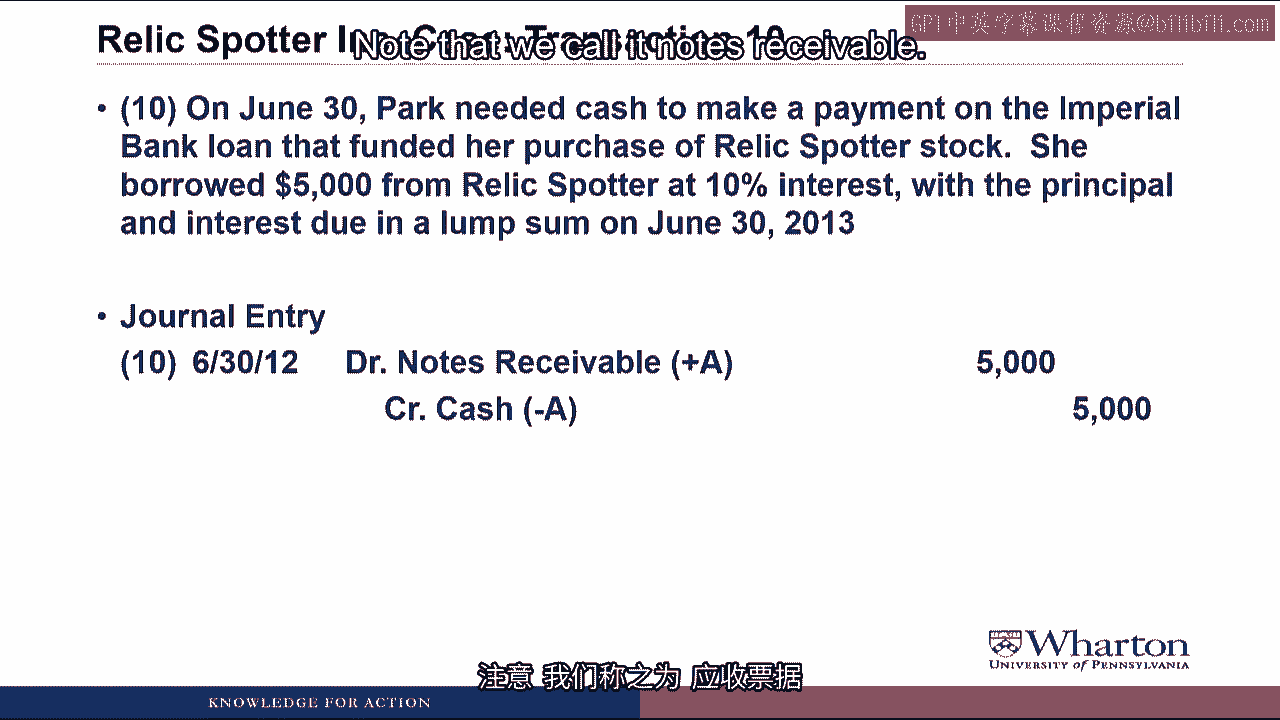 GPT中英字幕课程资源@bilibili.com
Relic Spotter Inc. Case: Transaction 10
Note that we call it notes receivable.
• (10) On June 30, Park needed cash to make a payment on the Imperial
Bank loan that funded her purchase of Relic Spotter stock. She
borrowed $5,000 from Relic Spotter at 10% interest, with the principal
and interest due in a lump sum on June 30, 2013
• Journal Entry
(10) 6/30/12 Dr. Notes Receivable (+A) 5,000
Cr. Cash (-A) 5,000
Wharton
UNIVERSITY of PENNSYLVANIA
注意 我们称之为 应收票据
KNOWLEDGE FOR ACTION